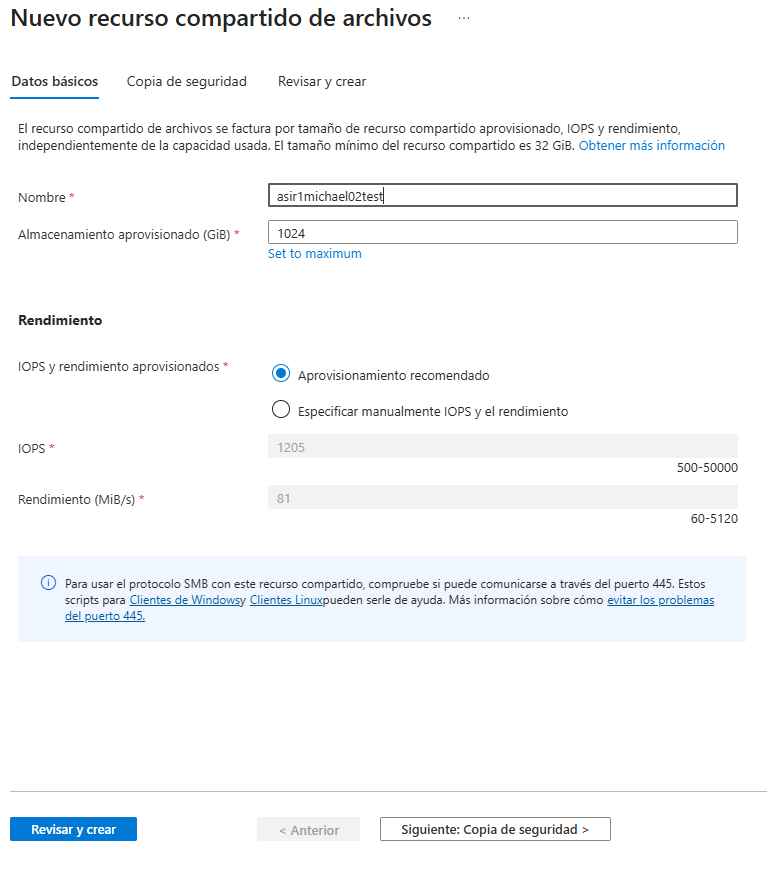 Nuevo recurso compartido de archivos ...
Datos básicos Copia de seguridad Revisar y crear
El recurso compartido de archivos se factura por tamaño de recurso compartido aprovisionado, IOPS y rendimiento,
independientemente de la capacidad usada. El tamaño mínimo del recurso compartido es 32 GiB. Obtener más información
Nombre * asir1michael02test
Almacenamiento aprovisionado (GiB) * 1024
Set to maximum
Rendimiento
IOPS y rendimiento aprovisionados *
Aprovisionamiento recomendado
Especificar manualmente IOPS y el rendimiento
IOPS * 1205
500-50000
Rendimiento (MiB/s) * 81
60-5120
Para usar el protocolo SMB con este recurso compartido, compruebe si puede comunicarse a través del puerto 445. Estos
scripts para Clientes de Windowsy Clientes Linuxpueden serle de ayuda. Más información sobre cómo evitar los problemas
del puerto 445.
Revisar y crear < Anterior Siguiente: Copia de seguridad >